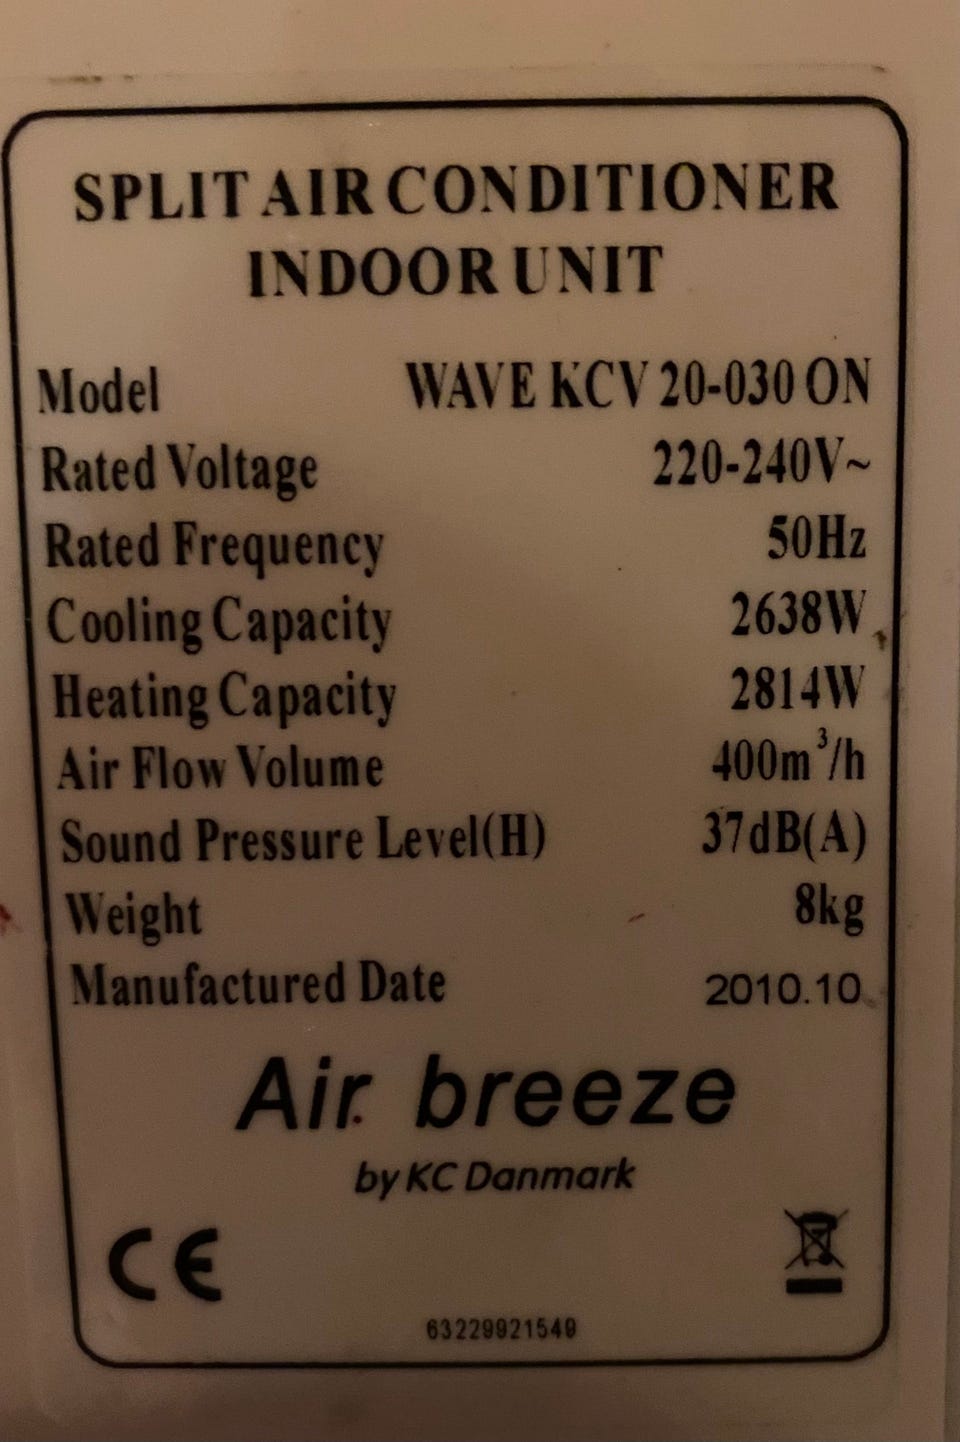 SPLIT AIR CONDITIONER
INDOOR UNIT
Model WAVE KCV 20-030 ON
Rated Voltage 220-240V~
Rated Frequency 50Hz
Cooling Capacity 2638W
Heating Capacity 2814W
Air Flow Volume 400m³/h
Sound Pressure Level(H) 37dB(A)
Weight 8kg
Manufactured Date 2010.10
Air breeze
by KC Danmark
CE
63229921549